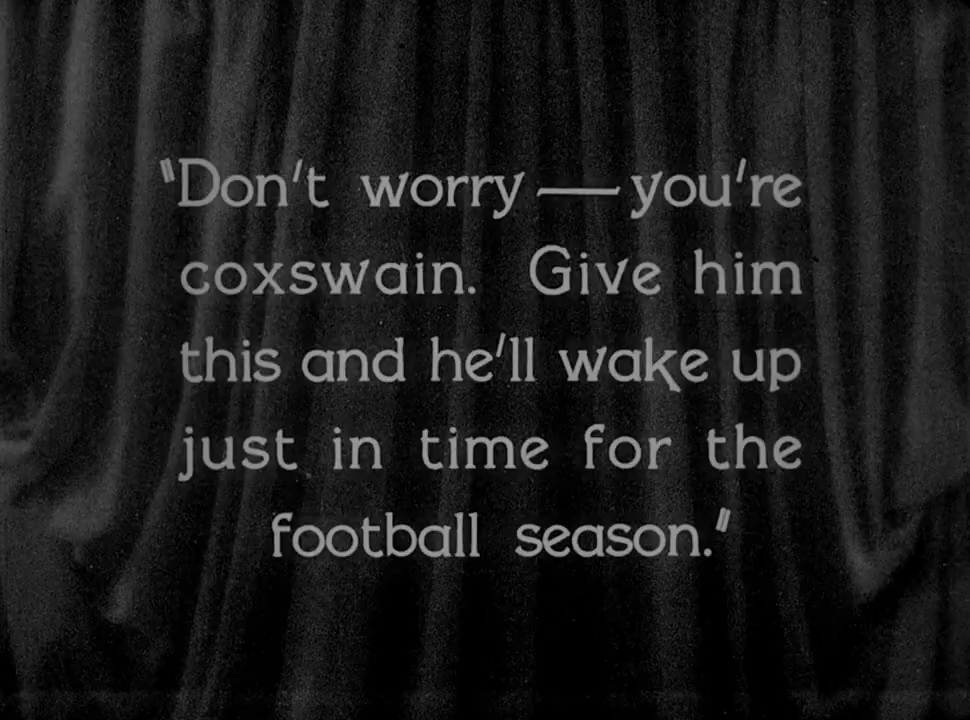 "Don't worry — you're
coxswain. Give him
this and he'll wake up
just in time for the
football season."